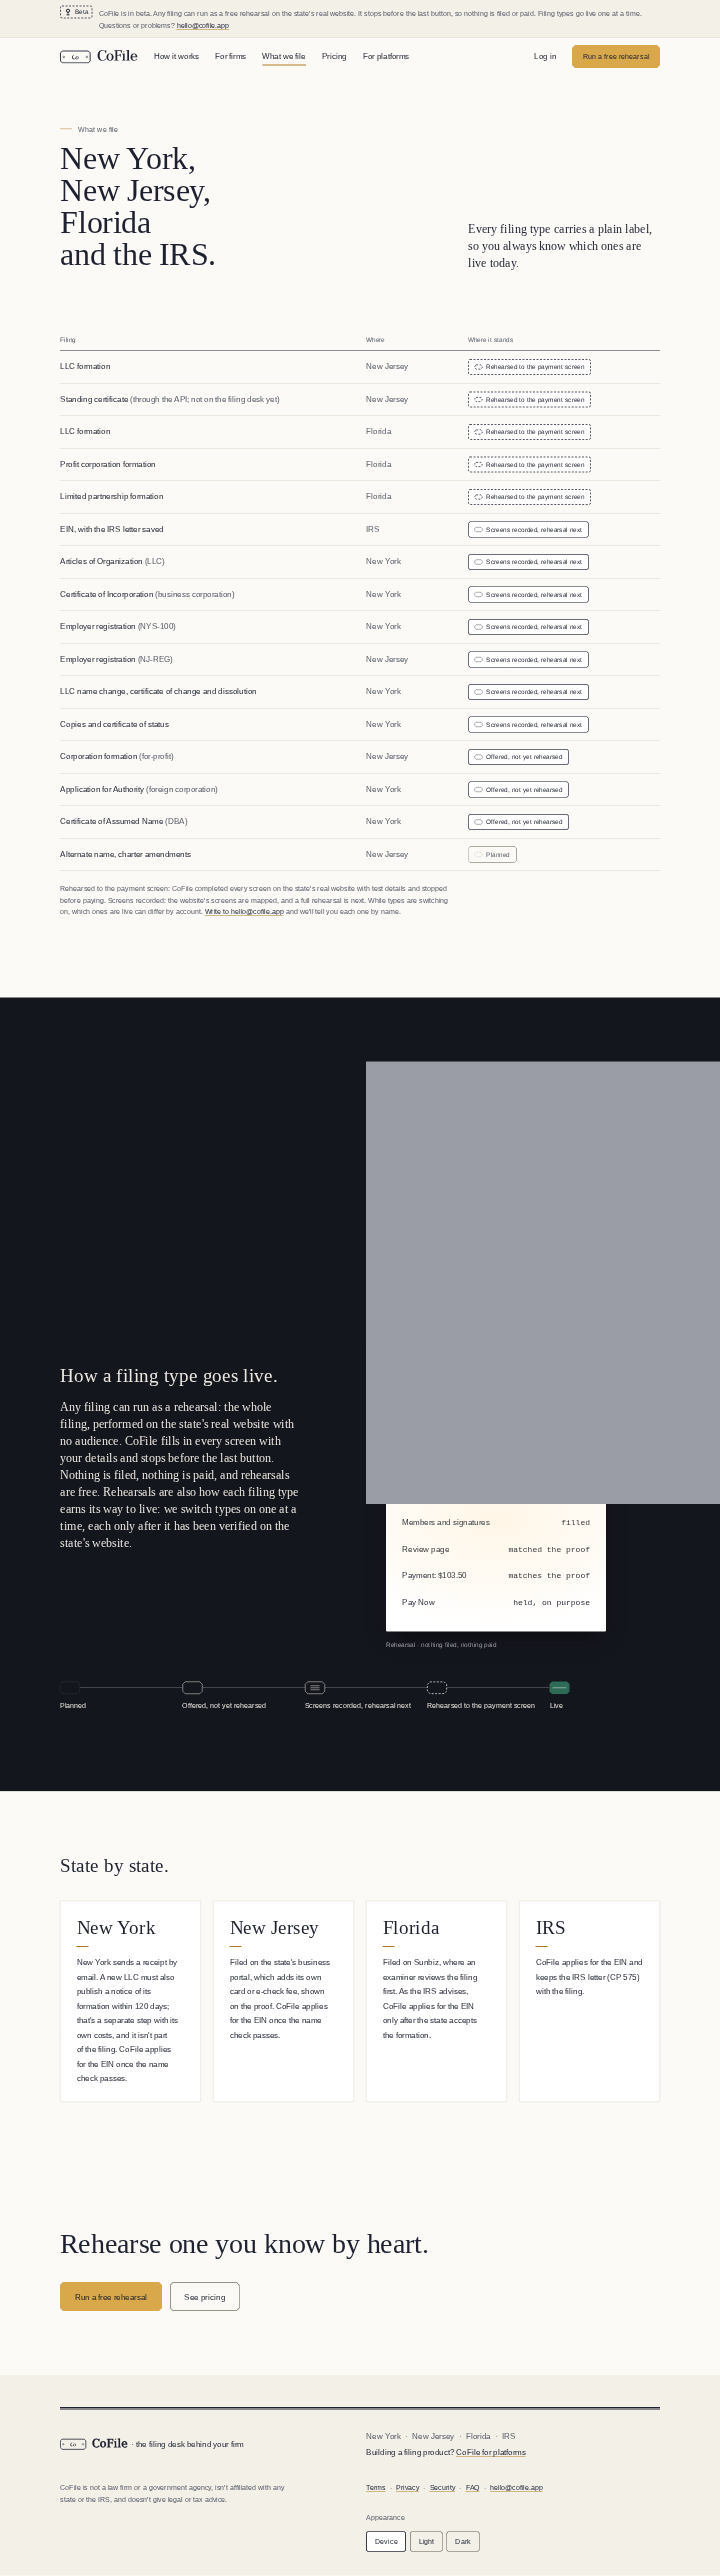 Beta
CoFile is in beta. Any filing can run as a free rehearsal on the state's real website. It stops before the last button, so nothing is filed or paid. Filing types go live one at a time.
Questions or problems? hello@cofile.app
Co CoFile How it works For firms What we file Pricing For platforms Log in Run a free rehearsal
What we file
New York,
New Jersey,
Florida
and the IRS.
Every filing type carries a plain label,
so you always know which ones are
live today.
Filing Where Where it stands
LLC formation New Jersey Rehearsed to the payment screen
Standing certificate (through the API; not on the filing desk yet) New Jersey Rehearsed to the payment screen
LLC formation Florida Rehearsed to the payment screen
Profit corporation formation Florida Rehearsed to the payment screen
Limited partnership formation Florida Rehearsed to the payment screen
EIN, with the IRS letter saved IRS Screens recorded, rehearsal next
Articles of Organization (LLC) New York Screens recorded, rehearsal next
Certificate of Incorporation (business corporation) New York Screens recorded, rehearsal next
Employer registration (NYS-100) New York Screens recorded, rehearsal next
Employer registration (NJ-REG) New Jersey Screens recorded, rehearsal next
LLC name change, certificate of change and dissolution New York Screens recorded, rehearsal next
Copies and certificate of status New York Screens recorded, rehearsal next
Corporation formation (for-profit) New Jersey Offered, not yet rehearsed
Application for Authority (foreign corporation) New York Offered, not yet rehearsed
Certificate of Assumed Name (DBA) New York Offered, not yet rehearsed
Alternate name, charter amendments New Jersey Planned
Rehearsed to the payment screen: CoFile completed every screen on the state's real website with test details and stopped
before paying. Screens recorded: the website's screens are mapped, and a full rehearsal is next. While types are switching
on, which ones are live can differ by account. Write to hello@cofile.app and we'll tell you each one by name.
How a filing type goes live.
Any filing can run as a rehearsal: the whole
filing, performed on the state's real website with
no audience. CoFile fills in every screen with
your details and stops before the last button.
Nothing is filed, nothing is paid, and rehearsals
are free. Rehearsals are also how each filing type
earns its way to live: we switch types on one at a
time, each only after it has been verified on the
state's website.
Members and signatures filled
Review page matched the proof
Payment: $103.50 matches the proof
Pay Now held, on purpose
Rehearsal · nothing filed, nothing paid
Planned Offered, not yet rehearsed Screens recorded, rehearsal next Rehearsed to the payment screen Live
State by state.
New York
New York sends a receipt by
email. A new LLC must also
publish a notice of its
formation within 120 days;
that's a separate step with its
own costs, and it isn't part
of the filing. CoFile applies
for the EIN once the name
check passes.
New Jersey
Filed on the state's business
portal, which adds its own
card or e-check fee, shown
on the proof. CoFile applies
for the EIN once the name
check passes.
Florida
Filed on Sunbiz, where an
examiner reviews the filing
first. As the IRS advises,
CoFile applies for the EIN
only after the state accepts
the formation.
IRS
CoFile applies for the EIN and
keeps the IRS letter (CP 575)
with the filing.
Rehearse one you know by heart.
Run a free rehearsal See pricing
Co CoFile · the filing desk behind your firm
New York · New Jersey · Florida · IRS
Building a filing product? CoFile for platforms
CoFile is not a law firm or a government agency, isn't affiliated with any
state or the IRS, and doesn't give legal or tax advice.
Terms · Privacy · Security · FAQ · hello@cofile.app
Appearance
Device Light Dark